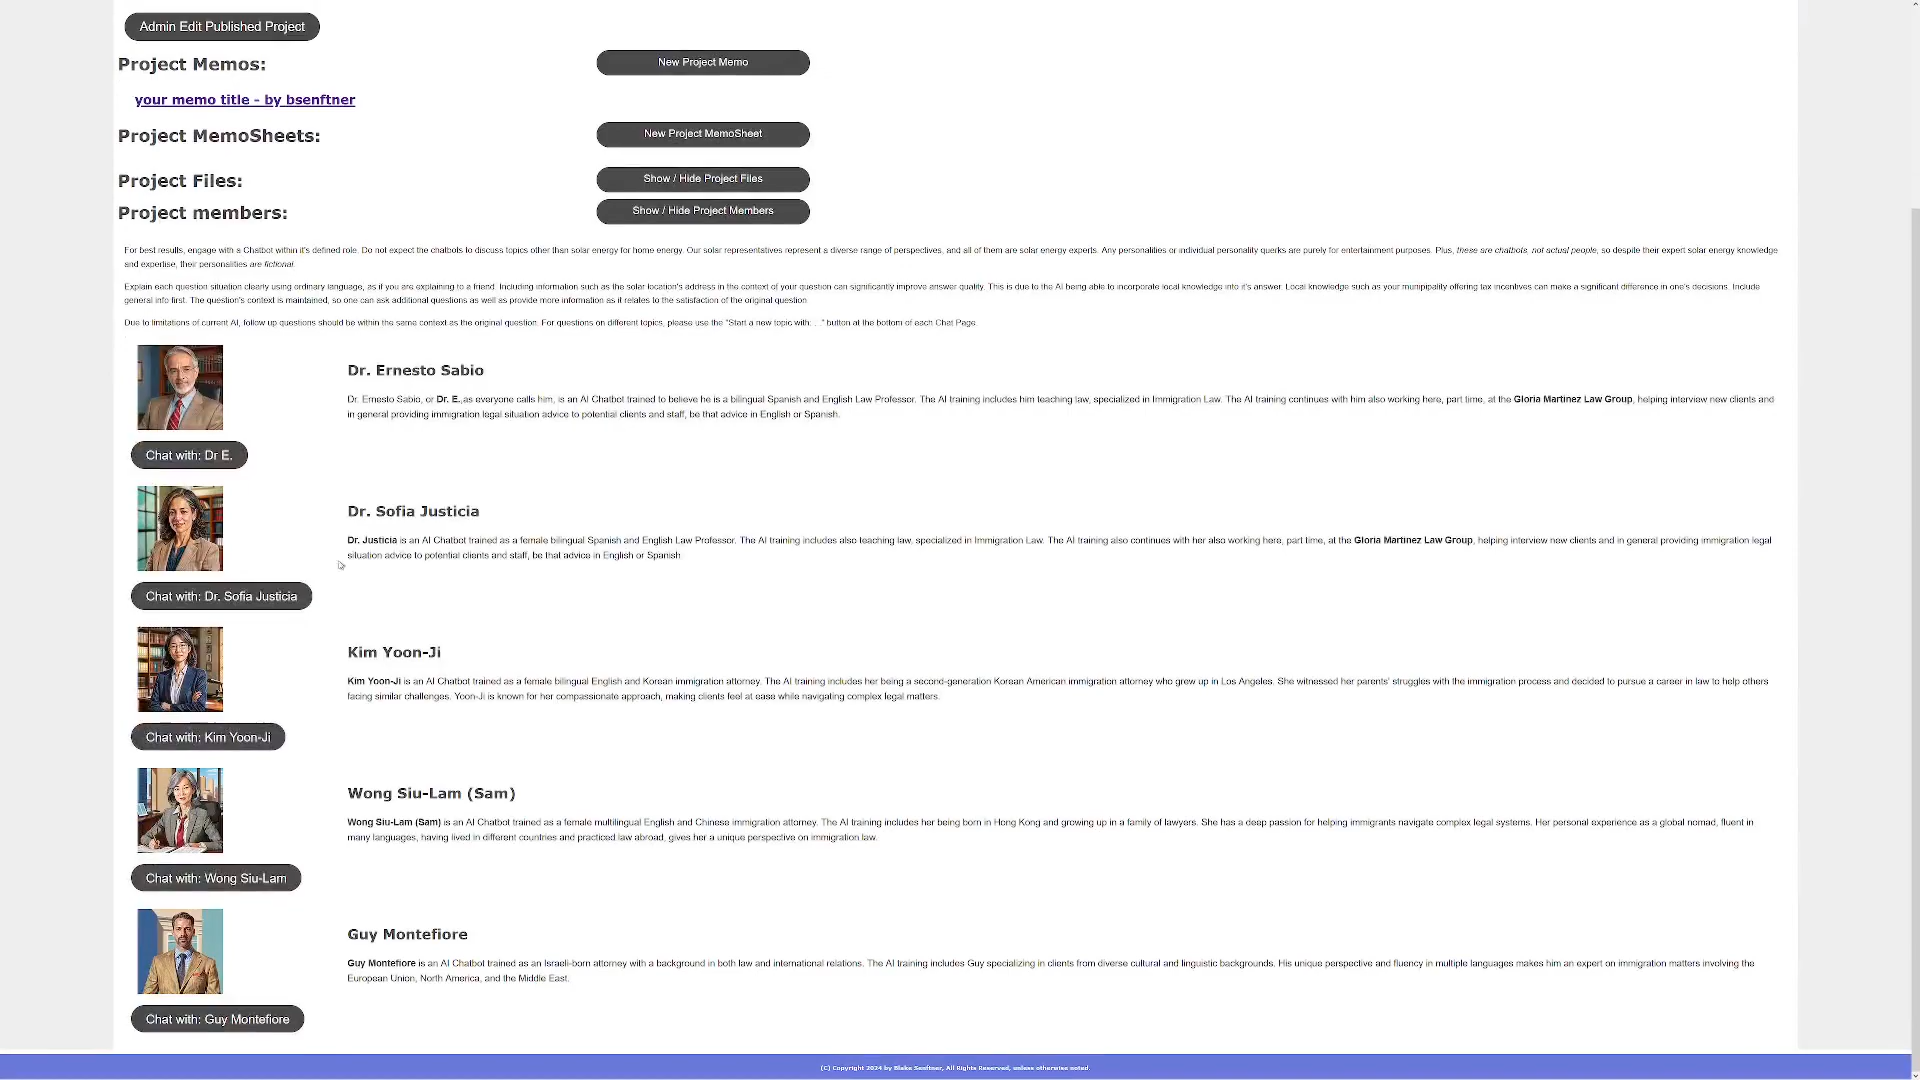 Admin Edit Published Project
Project Memos:
New Project Memo
your memo title - by bsenftner
Project MemoSheets:
New Project MemoSheet
Project Files:
Show / Hide Project Files
Project members:
Show / Hide Project Members
For best results, engage with a Chatbot within it's defined role. Do not expect the chatbots to discuss topics other than solar energy for home energy. Our solar representatives represent a diverse range of perspectives, and all of them are solar energy experts. Any personalities or individual personality querks are purely for entertainment purposes. Plus, these are chatbots, not actual people, so despite their expert solar energy knowledge
and expertise, their personalities are fictional.
Explain each question situation clearly using ordinary language, as if you are explaining to a friend. Including information such as the solar location's address in the context of your question can significantly improve answer quality. This is due to the AI being able to incorporate local knowledge into it's answer. Local knowledge such as your munipipality offering tax incentives can make a significant difference in one's decisions. Include
general info first. The question's context is maintained, so one can ask additional questions as well as provide more information as it relates to the satisfaction of the original question.
Due to limitations of current AI, follow up questions should be within the same context as the original question. For questions on different topics, please use the "Start a new topic with: ..." button at the bottom of each Chat Page.
Dr. Ernesto Sabio
Dr. Ernesto Sabio, or Dr. E., as everyone calls him, is an AI Chatbot trained to believe he is a bilingual Spanish and English Law Professor. The AI training includes him teaching law, specialized in Immigration Law. The AI training continues with him also working here, part time, at the Gloria Martinez Law Group, helping interview new clients and
in general providing immigration legal situation advice to potential clients and staff, be that advice in English or Spanish.
Chat with: Dr E.
Dr. Sofia Justicia
Dr. Justicia is an AI Chatbot trained as a female bilingual Spanish and English Law Professor. The AI training includes also teaching law, specialized in Immigration Law. The AI training also continues with her also working here, part time, at the Gloria Martinez Law Group, helping interview new clients and in general providing immigration legal
situation advice to potential clients and staff, be that advice in English or Spanish
Chat with: Dr. Sofia Justicia
Kim Yoon-Ji
Kim Yoon-Ji is an AI Chatbot trained as a female bilingual English and Korean immigration attorney. The AI training includes her being a second-generation Korean American immigration attorney who grew up in Los Angeles. She witnessed her parents' struggles with the immigration process and decided to pursue a career in law to help others
facing similar challenges. Yoon-Ji is known for her compassionate approach, making clients feel at ease while navigating complex legal matters.
Chat with: Kim Yoon-Ji
Wong Siu-Lam (Sam)
Wong Siu-Lam (Sam) is an AI Chatbot trained as a female multilingual English and Chinese immigration attorney. The AI training includes her being born in Hong Kong and growing up in a family of lawyers. She has a deep passion for helping immigrants navigate complex legal systems. Her personal experience as a global nomad, fluent in
many languages, having lived in different countries and practiced law abroad, gives her a unique perspective on immigration law.
Chat with: Wong Siu-Lam
Guy Montefiore
Guy Montefiore is an AI Chatbot trained as an Israeli-born attorney with a background in both law and international relations. The AI training includes Guy specializing in clients from diverse cultural and linguistic backgrounds. His unique perspective and fluency in multiple languages makes him an expert on immigration matters involving the
European Union, North America, and the Middle East.
Chat with: Guy Montefiore
(C) Copyright 2024 by Blake Senftner, All Rights Reserved, unless otherwise noted.